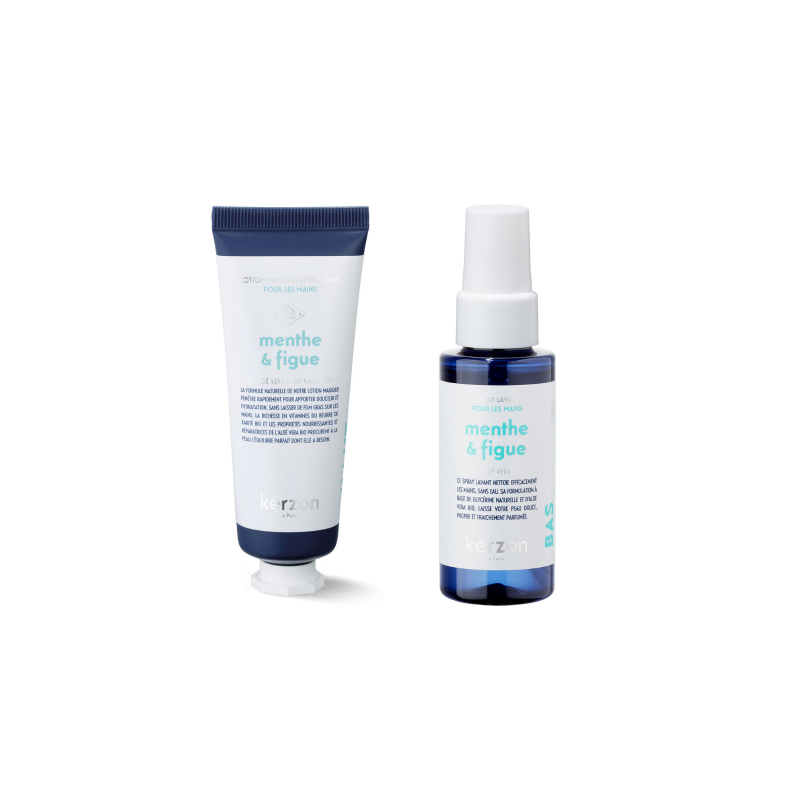 POUR LES MAINS
menthe
& figue
LA FORMULE NATURELLE DE NOTRE LOTION MAGIQUE
PÉNÈTRE RAPIDEMENT POUR APPORTER DOUCEUR ET
HYDRATATION, SANS LAISSER DE FILM GRAS SUR LES
MAINS. LA RICHESSE EN VITAMINES DU BEURRE DE
KARITÉ BIO ET LES PROPRIÉTÉS NOURRISSANTES ET
RÉPARATRICES DE L'ALOÉ VERA BIO PROCURENT À LA
PEAU L'ÉQUILIBRE PARFAIT DONT ELLE A BESOIN.
kerzon
à Paris
POUR LES MAINS
menthe
& figue
VERA
CE SPRAY LAVANT NETTOIE EFFICACEMENT
LES MAINS, SANS EAU. SA FORMULATION À
BASE DE GLYCÉRINE NATURELLE ET D'ALOE
VERA BIO, LAISSE VOTRE PEAU DOUCE,
PROPRE ET FRAICHEMENT PARFUMÉE.
kerzon
à Paris
BAS